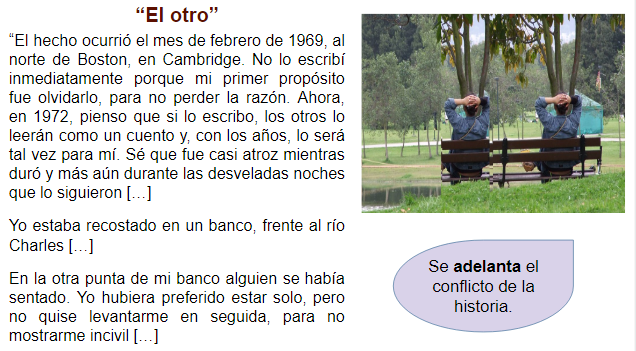 “El otro”
“El hecho ocurrió el mes de febrero de 1969, al
norte de Boston, en Cambridge. No lo escribí
inmediatamente porque mi primer propósito
fue olvidarlo, para no perder la razón. Ahora,
en 1972, pienso que si lo escribo, los otros lo
leerán como un cuento y, con los años, lo será
tal vez para mí. Sé que fue casi atroz mientras
duró y más aún durante las desveladas noches
que lo siguieron […]
Yo estaba recostado en un banco, frente al río
Charles […]
En la otra punta de mi banco alguien se había
sentado. Yo hubiera preferido estar solo, pero
no quise levantarme en seguida, para no
mostrarme incivil […]
Se adelanta el
conflicto de la
historia.